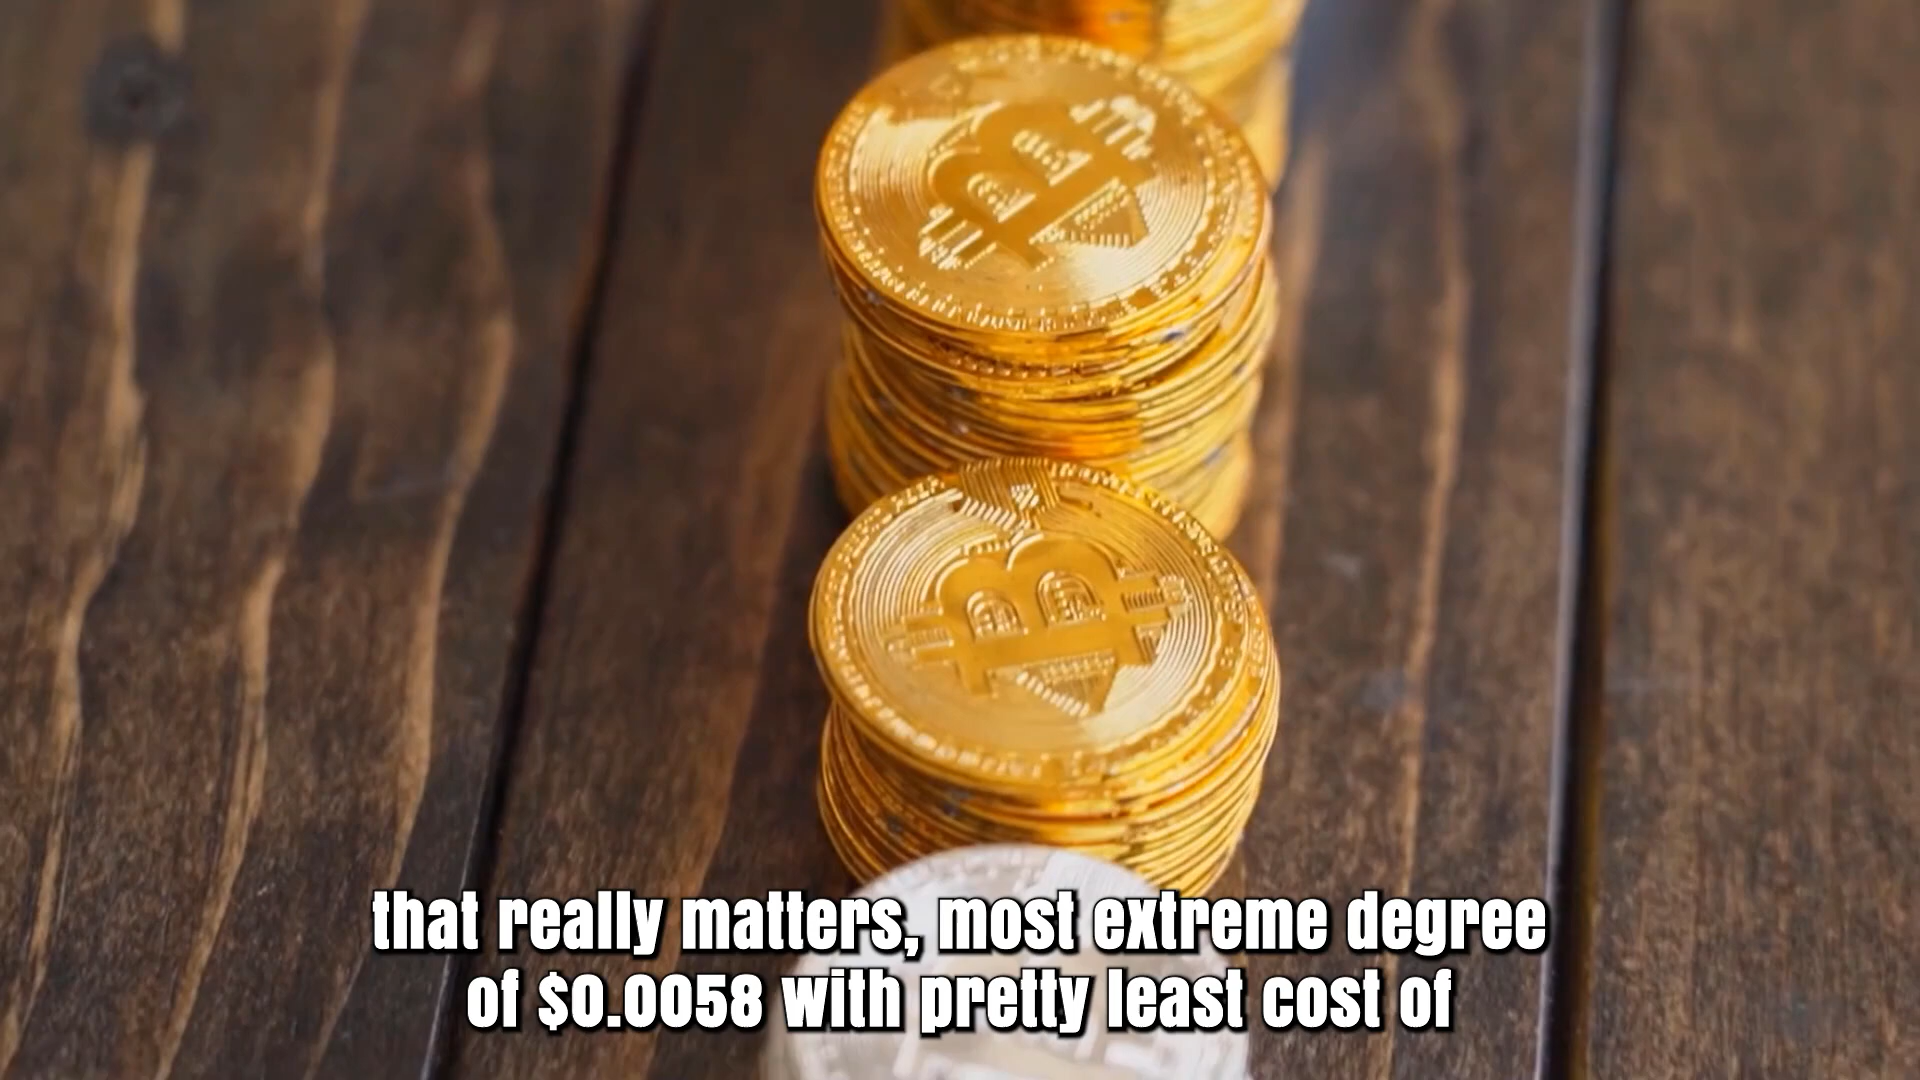 that really matters, most extreme degree
of $0.0058 with pretty least cost of